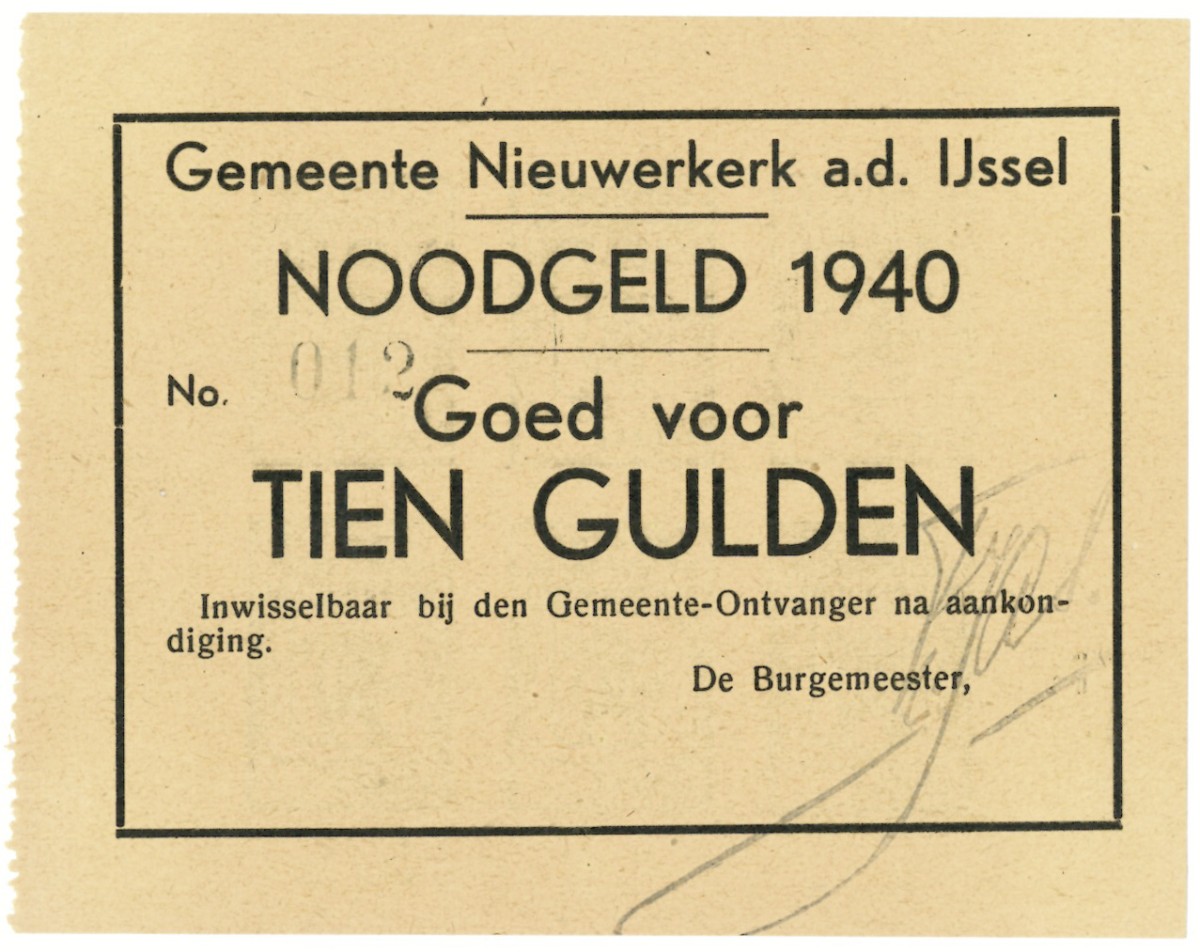 Gemeente Nieuwerkerk a.d. IJssel
NOODGELD 1940
No. 012
Goed voor
TIEN GULDEN
Inwisselbaar bij den Gemeente-Ontvanger na aankon-
diging.
De Burgemeester,